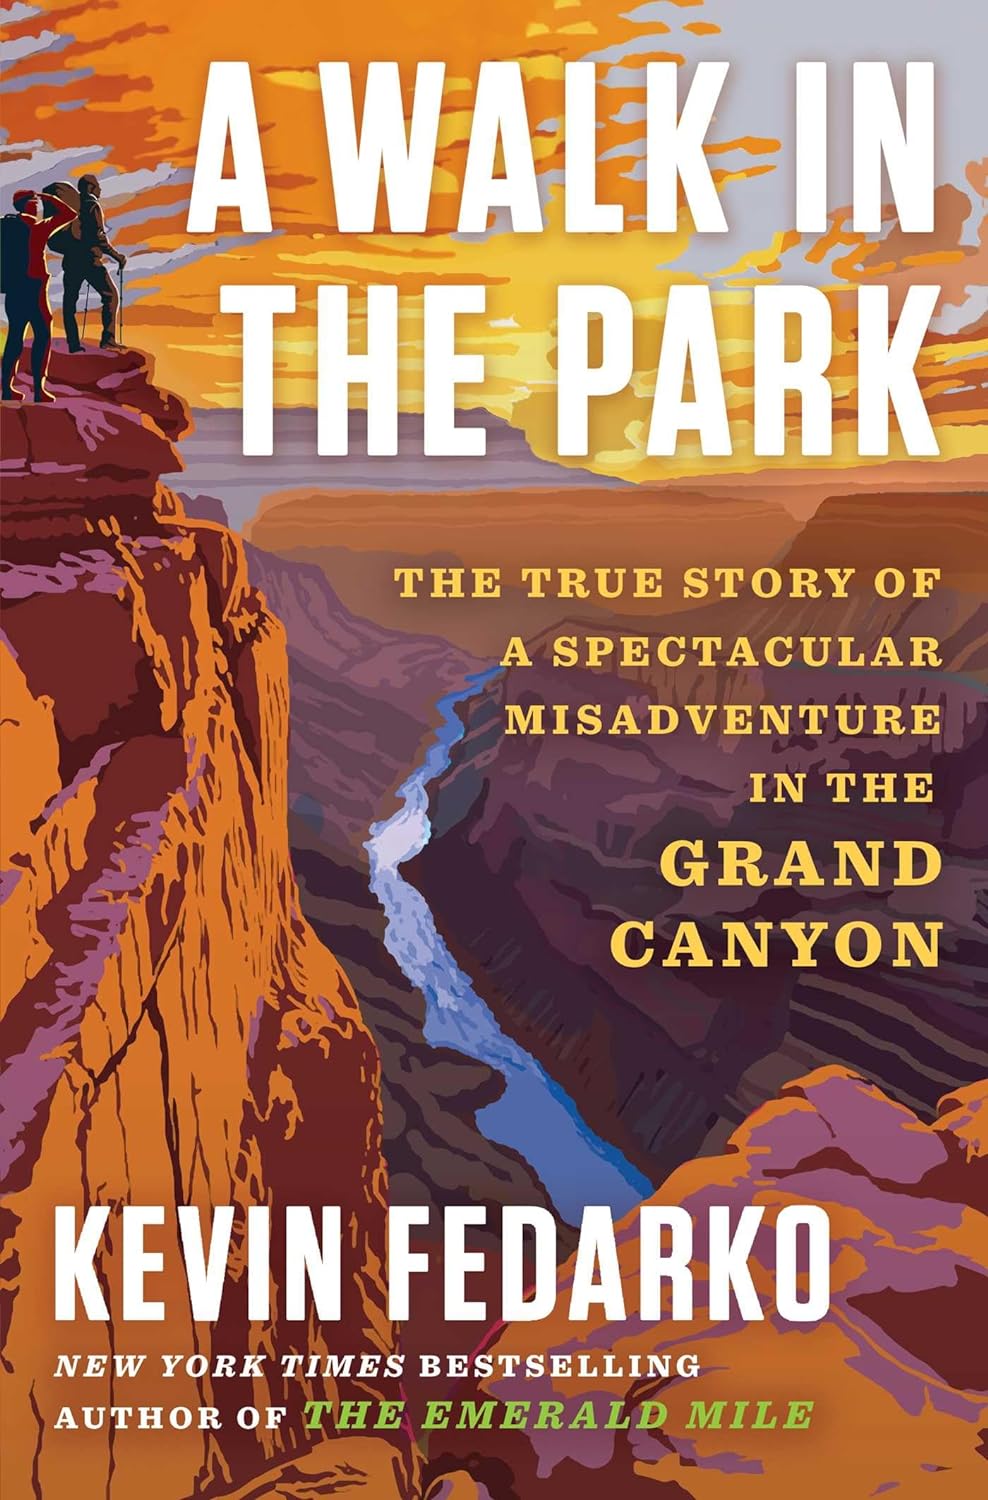 A WALK IN
THE PARK
THE TRUE STORY OF
A SPECTACULAR
MISADVENTURE
IN THE
GRAND
CANYON
KEVIN FEDARKO
NEW YORK TIMES BESTSELLING
AUTHOR OF THE EMERALD MILE